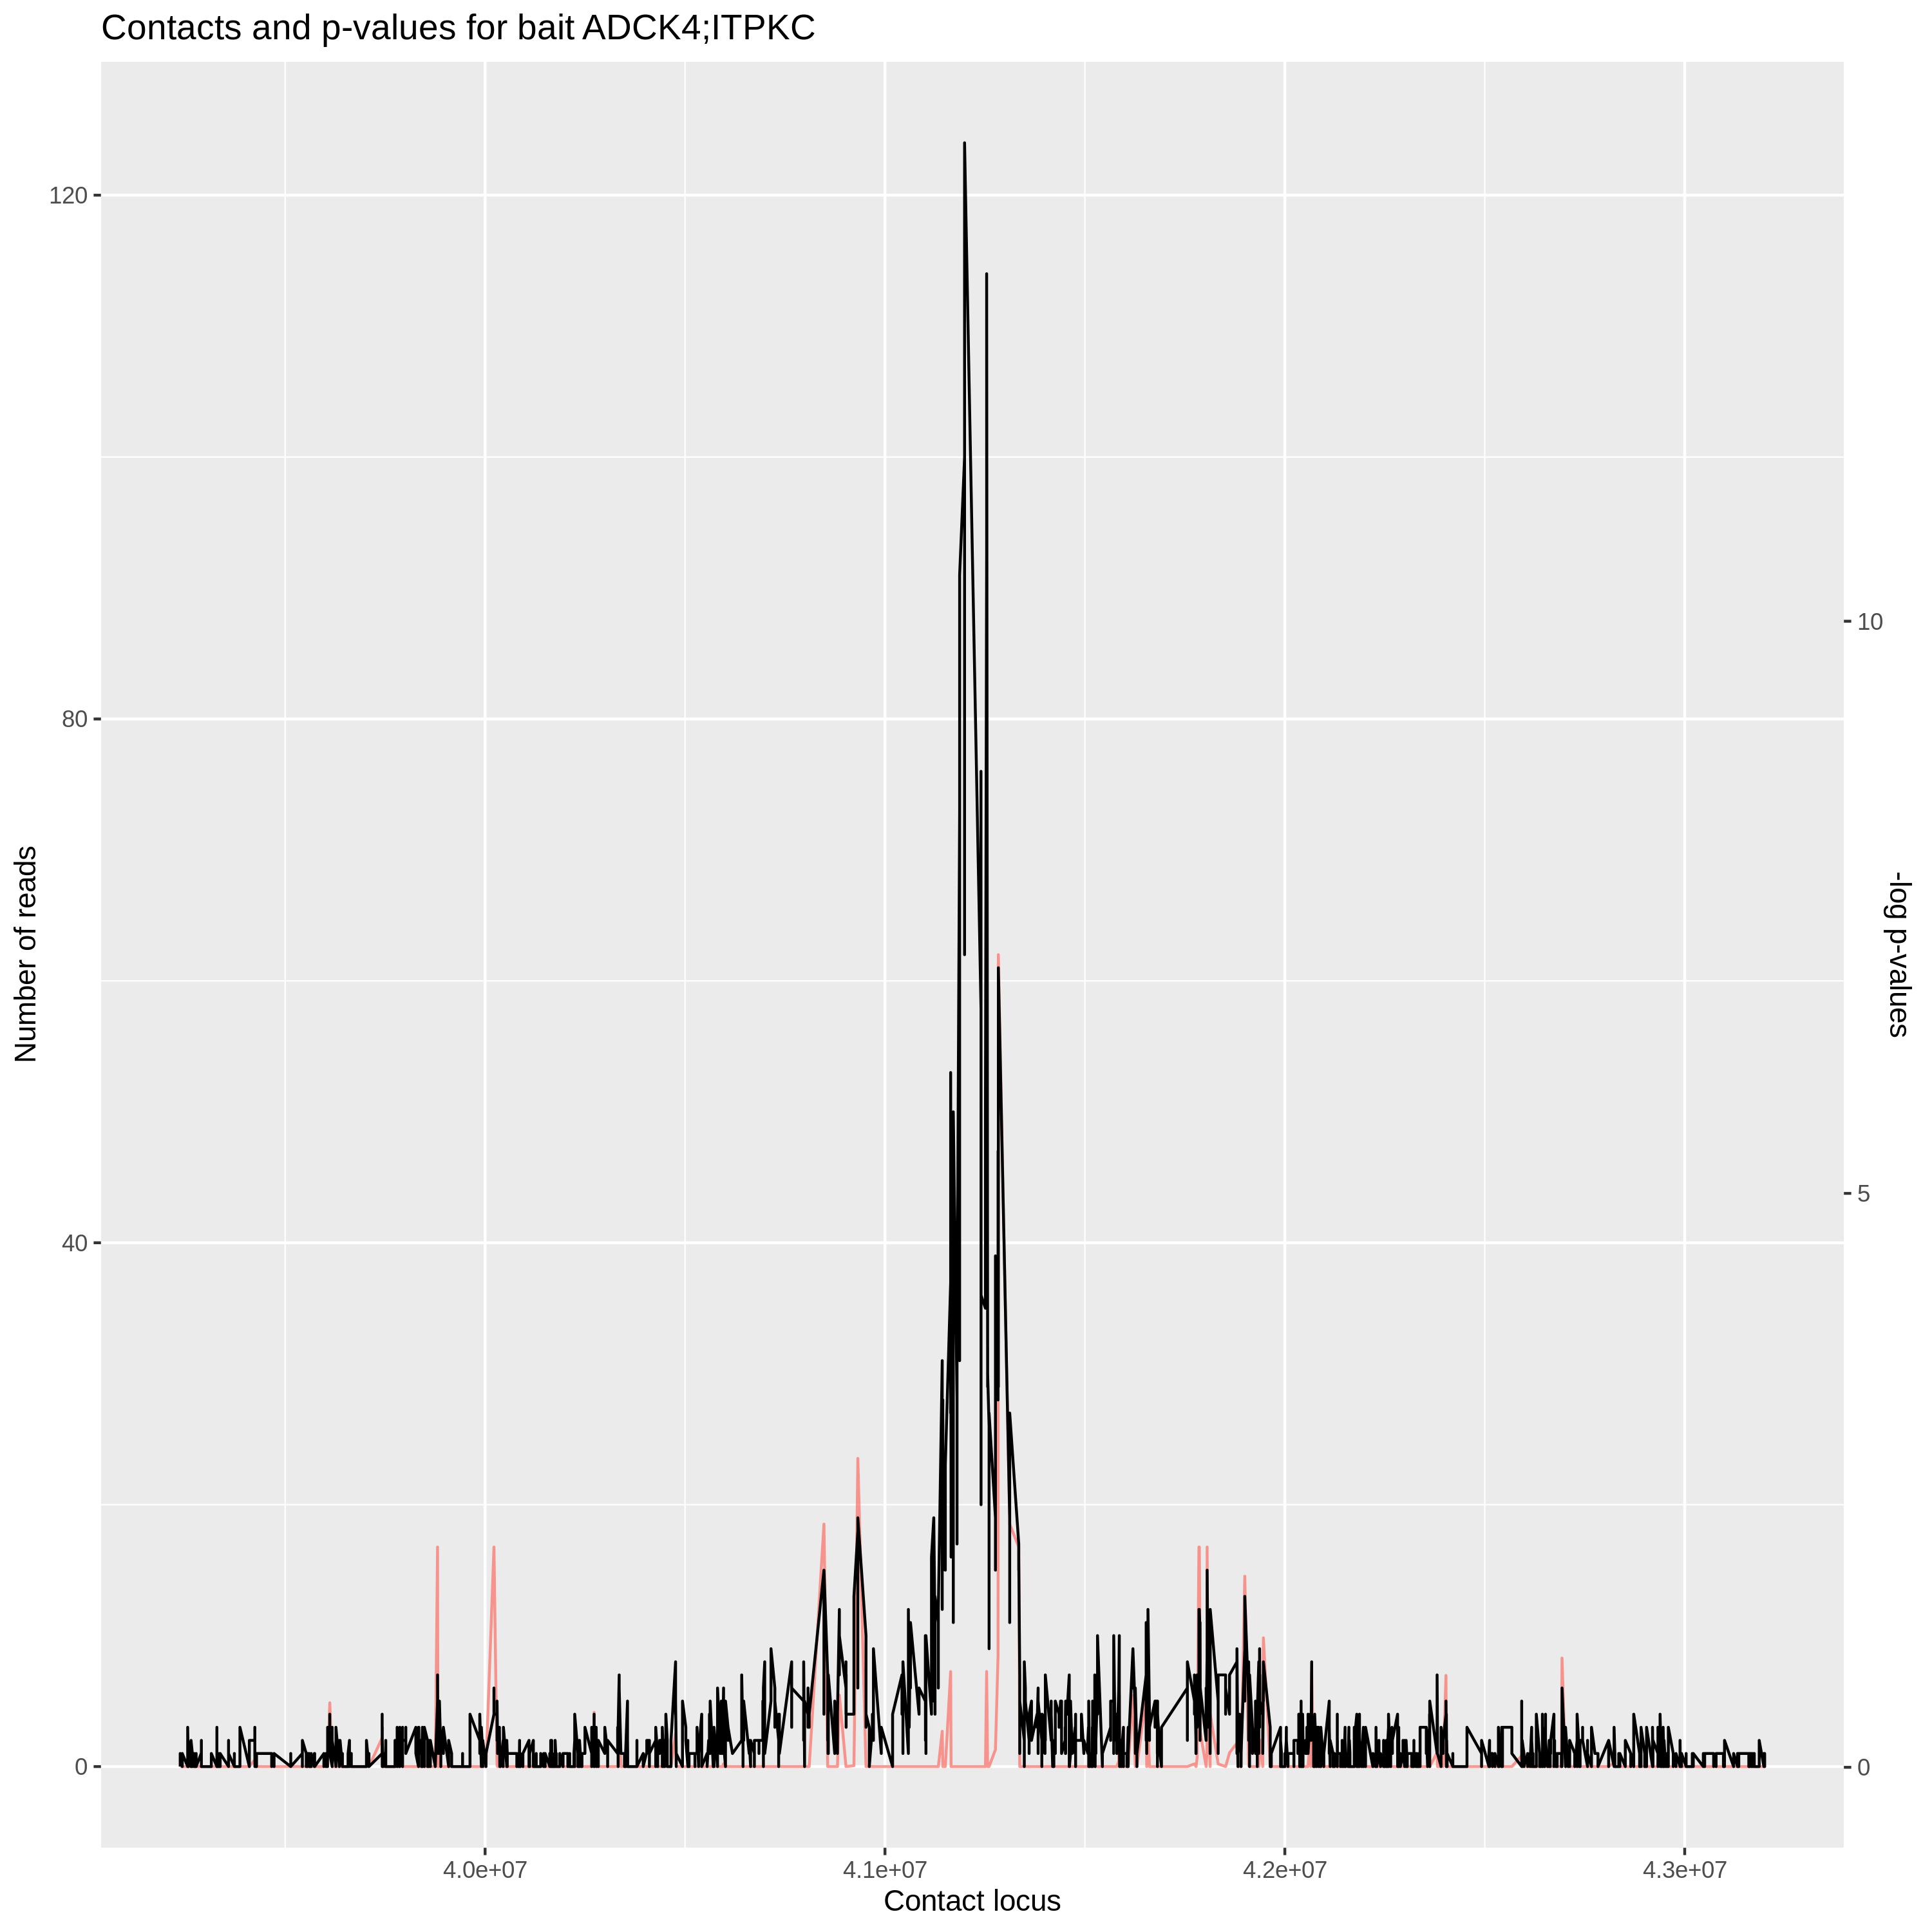 Contacts and p-values for bait ADCK4;ITPKC
120
80
40
0
Number of reads
10
5
0
-log p-values
4.0e+07
4.1e+07
4.2e+07
4.3e+07
Contact locus